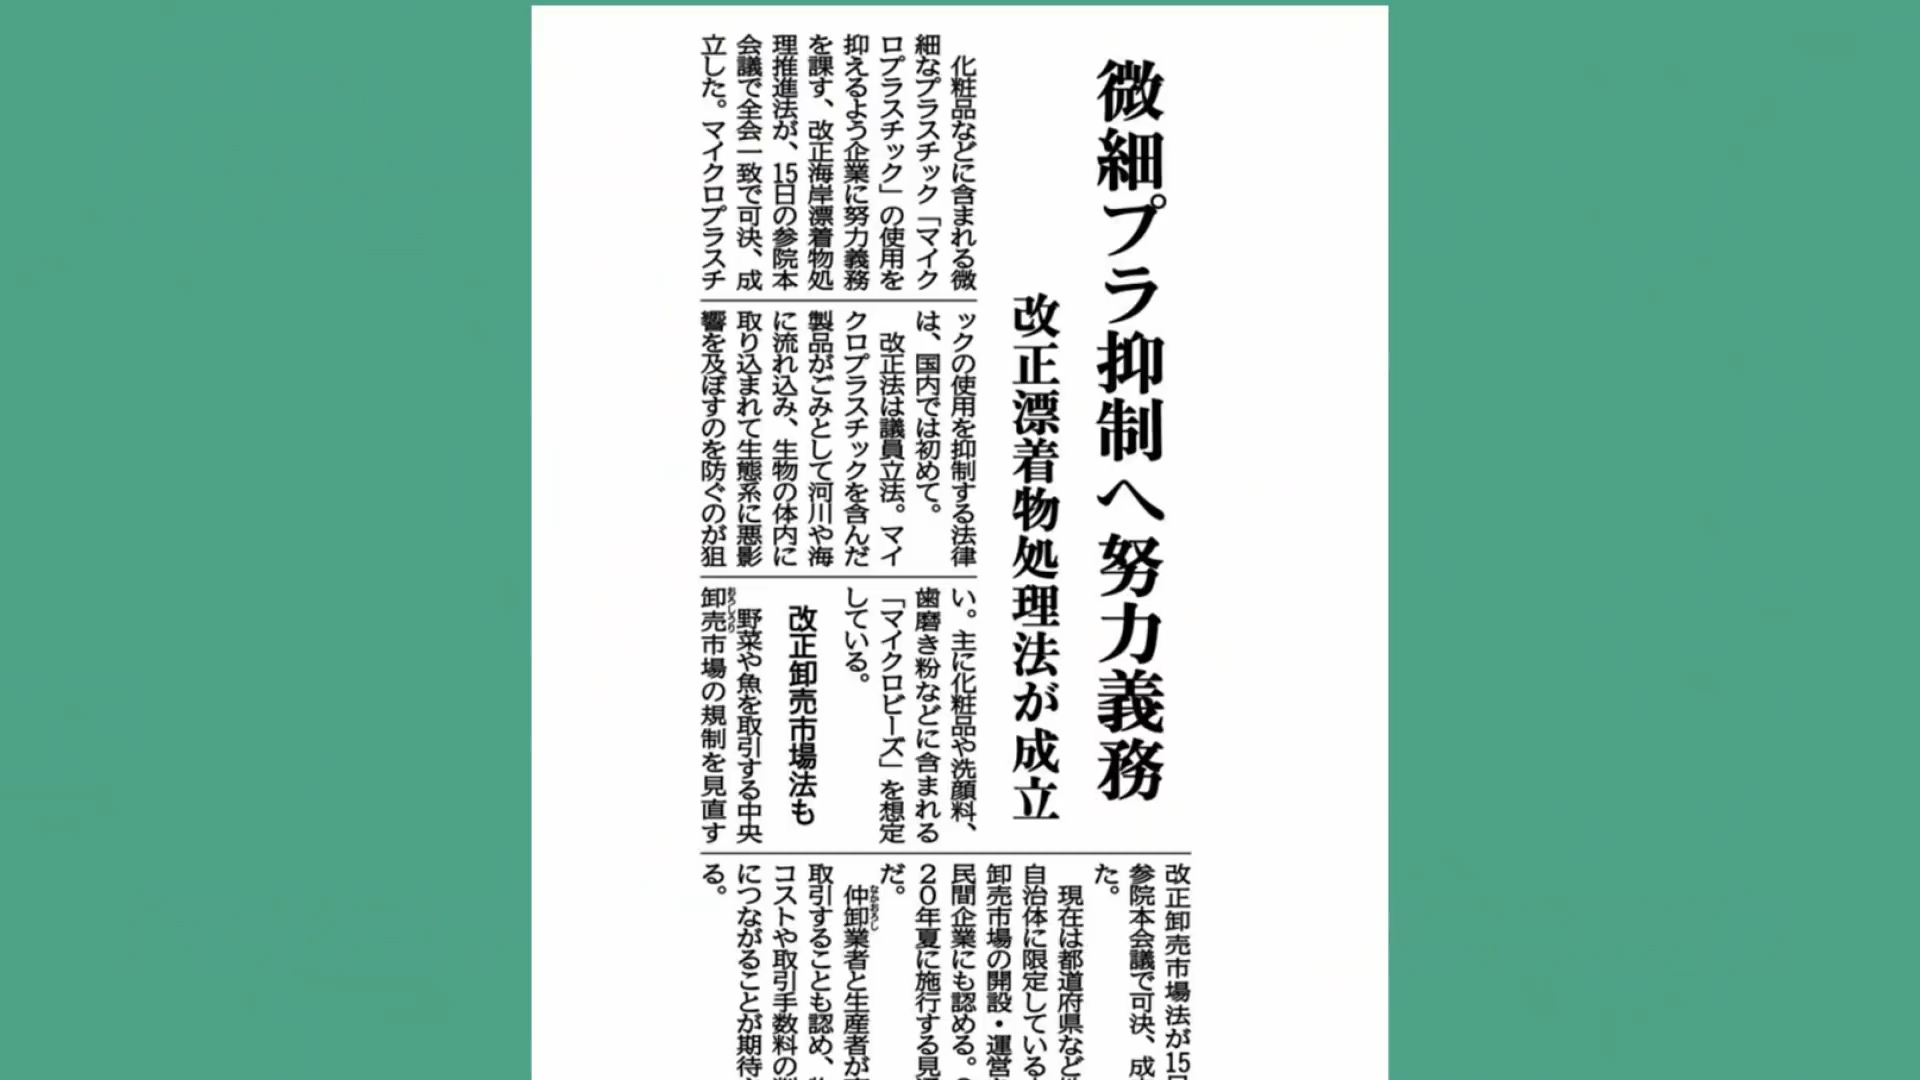 微細プラ抑制へ努力義務
改正漂着物処理法が成立
化粧品などに含まれる微
細なプラスチック「マイク
ロプラスチック」の使用を
抑えるよう企業に努力義務
を課す、改正海岸漂着物処
理推進法が、15日の参院本
会議で全会一致で可決、成
立した。マイクロプラスチ
ックの使用を抑制する法律
は、国内では初めて。
改正法は議員立法。マイ
クロプラスチックを含んだ
製品がごみとして河川や海
に流れ込み、生物の体内に
取り込まれて生態系に悪影
響を及ぼすのを防ぐのが狙
い。主に化粧品や洗顔料、
歯磨き粉などに含まれる
「マイクロビーズ」を想定
している。
改正卸売市場法も
野菜や魚を取引する中央
卸売市場の規制を見直す
おろしうり
改正卸売市場法が15
参院本会議で可決、成
た。
現在は都道府県など
自治体に限定している
卸売市場の開設・運営
民間企業にも認める。
20年夏に施行する見
だ。
仲卸業者と生産者が
なかおろし
取引することも認め、
コストや取引手数料の
につながることが期待
る。